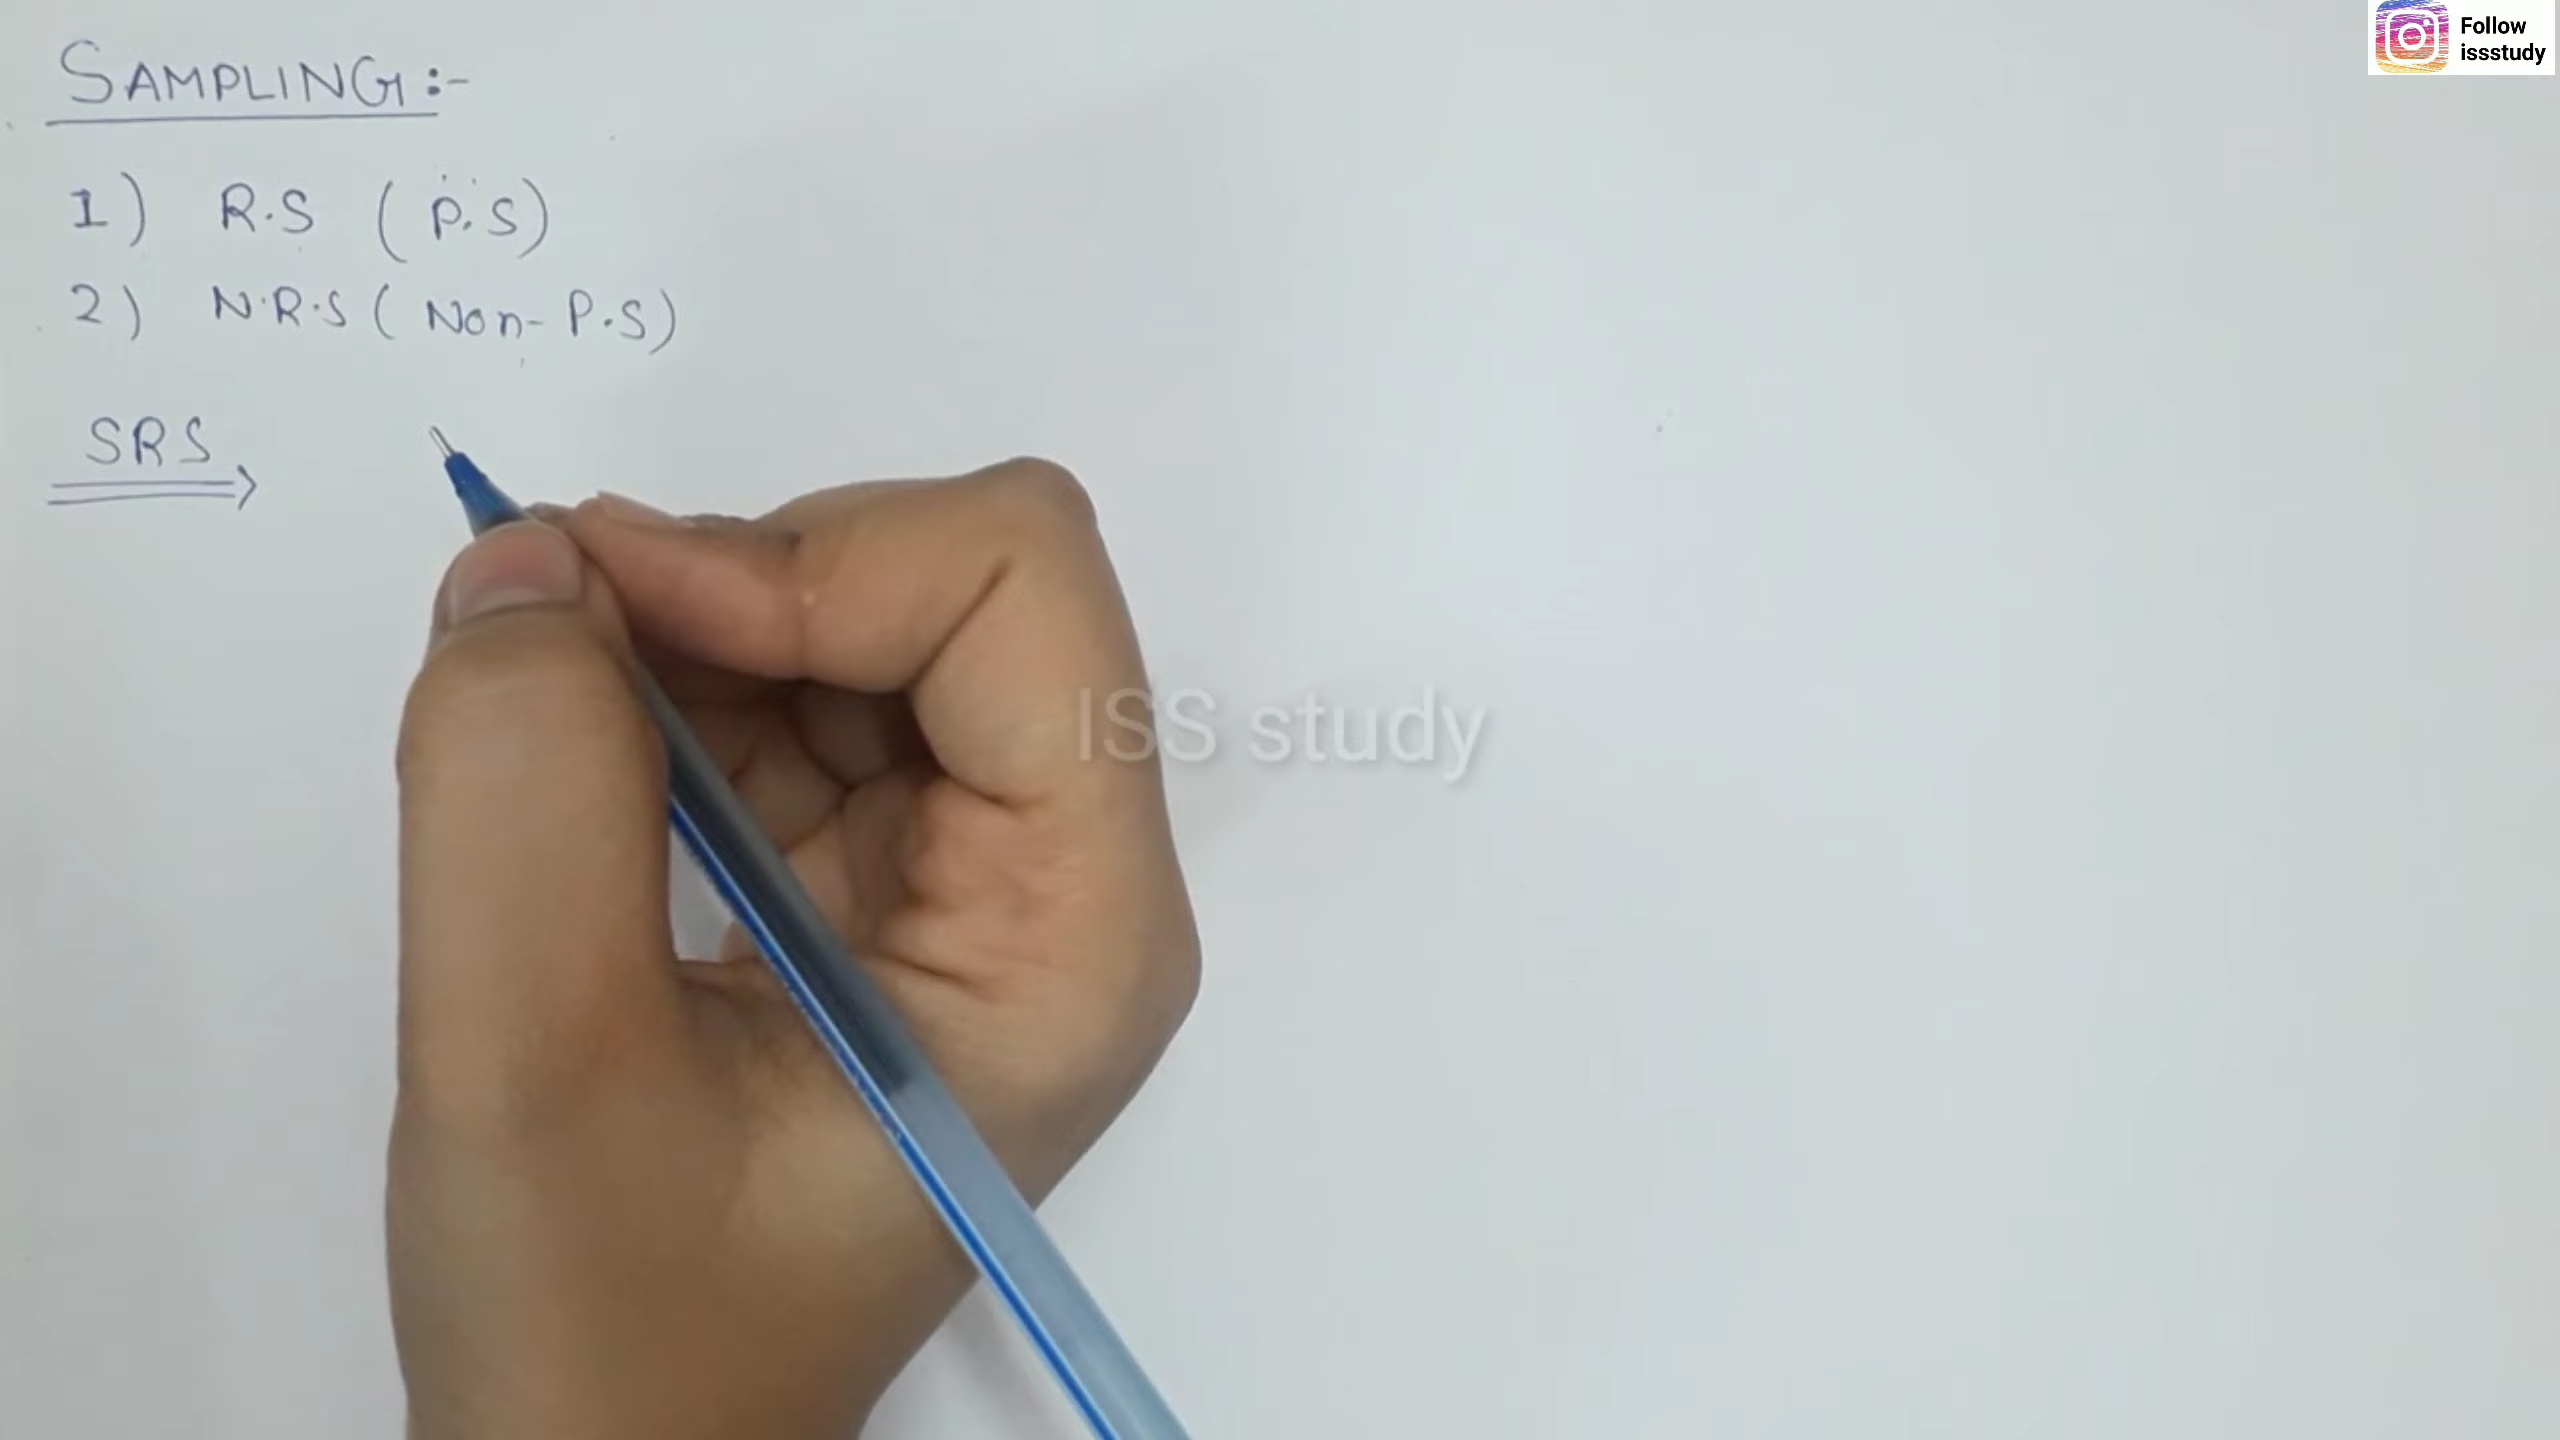 SAMPLING :-
1) R.S (P.S)
2) N.R.S (Non-P.S)
SRS
ISS study
Follow
issstudy